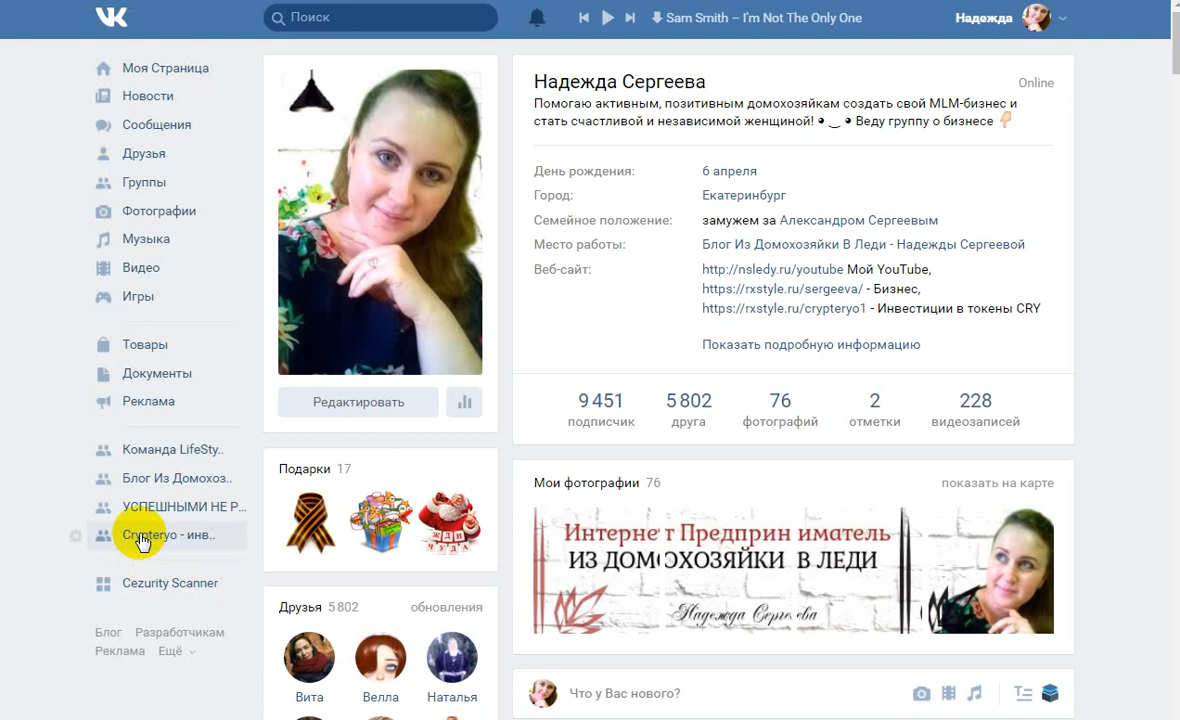 Поиск
Sam Smith – I'm Not The Only One
Надежда
Моя Страница
Новости
Сообщения
Друзья
Группы
Фотографии
Музыка
Видео
Игры
Товары
Документы
Реклама
Команда LifeSty..
Блог Из Домохоз..
УСПЕШНЫМИ НЕ Р...
Crypteryo - инв..
Cezurity Scanner
Блог Разработчикам
Реклама Ещё
Редактировать
Подарки 17
ЖДИ
ЧУДА
Друзья 5 802 обновления
Вита Велла Наталья
Надежда Сергеева
Online
Помогаю активным, позитивным домохозяйкам создать свой MLM-бизнес и
стать счастливой и независимой женщиной! Веду группу о бизнесе
День рождения: 6 апреля
Город: Екатеринбург
Семейное положение: замужем за Александром Сергеевым
Место работы: Блог Из Домохозяйки В Леди - Надежды Сергеевой
Веб-сайт: http://nsledy.ru/youtube Мой YouTube,
https://rxstyle.ru/sergeeva/ - Бизнес,
https://rxstyle.ru/crypteryo1 - Инвестиции в токены CRY
Показать подробную информацию
9 451 5 802 76 2 228
подписчик друга фотографий отметки видеозаписей
Мои фотографии 76 показать на карте
Интернет Предприн иматель
ИЗ ДОМОХОЗЯЙКИ В ЛЕДИ
Надежда Сергеева
Что у Вас нового?